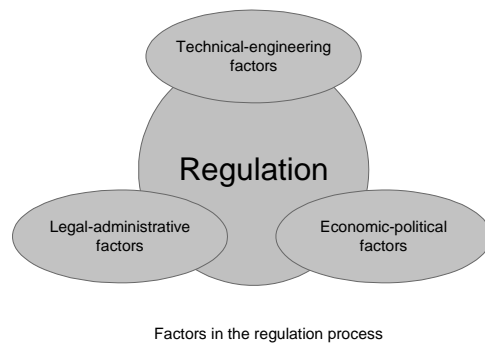 Technical-engineering
factors
Regulation
Legal-administrative
factors
Economic-political
factors
Factors in the regulation process